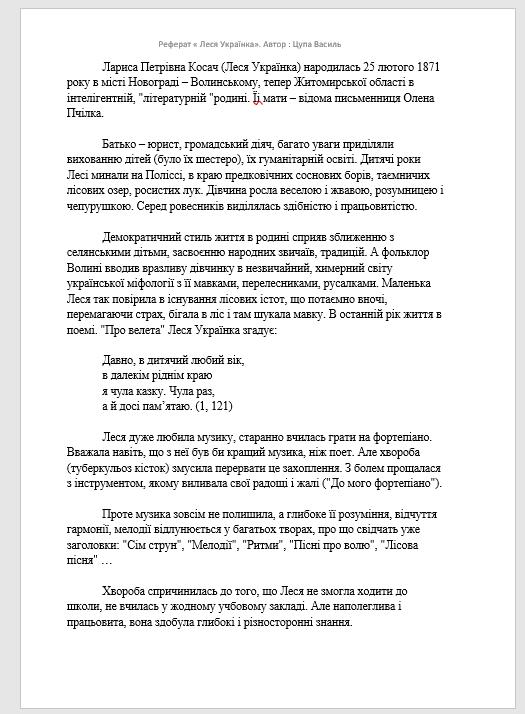 Реферат « Леся Українка». Автор : Цупа Василь
Лариса Петрівна Косач (Леся Українка) народилась 25 лютого 1871
року в місті Новограді – Волинському, тепер Житомирської області в
інтелігентній, "літературній "родині. Її мати – відома письменниця Олена
Пчілка.
Батько – юрист, громадський діяч, багато уваги приділяли
вихованню дітей (було їх шестеро), їх гуманітарній освіті. Дитячі роки
Лесі минали на Поліссі, в краю предковічних соснових борів, таємничих
лісових озер, росистих лук. Дівчина росла веселою і жвавою, розумницею і
чепурушкою. Серед ровесників виділялась здібністю і працьовитістю.
Демократичний стиль життя в родині сприяв зближенню з
селянськими дітьми, засвоєнню народних звичаїв, традицій. А фольклор
Волині вводив вразливу дівчинку в незвичайний, химерний світу
української міфології з її мавками, перелесниками, русалками. Маленька
Леся так повірила в існування лісових істот, що потаємно вночі,
перемагаючи страх, бігала в ліс і там шукала мавку. В останній рік життя в
поемі. "Про велета" Леся Українка згадує:
Давно, в дитячий любий вік,
в далекім ріднім краю
я чула казку. Чула раз,
а й досі пам’ятаю. (1, 121)
Леся дуже любила музику, старанно вчилась грати на фортепіано.
Вважала навіть, що з неї був би кращий музика, ніж поет. Але хвороба
(туберкульоз кісток) змусила перервати це захоплення. З болем прощалася
з інструментом, якому виливала свої радощі і жалі ("До мого фортепіано").
Проте музика зовсім не полишила, а глибоке її розуміння, відчуття
гармонії, мелодії відлунюється у багатьох творах, про що свідчать уже
заголовки: "Сім струн", "Мелодії", "Ритми", "Пісні про волю", "Лісова
пісня" …
Хвороба спричинилась до того, що Леся не змогла ходити до
школи, не вчилась у жодному учбовому закладі. Але наполеглива і
працьовита, вона здобула глибокі і різносторонні знання.